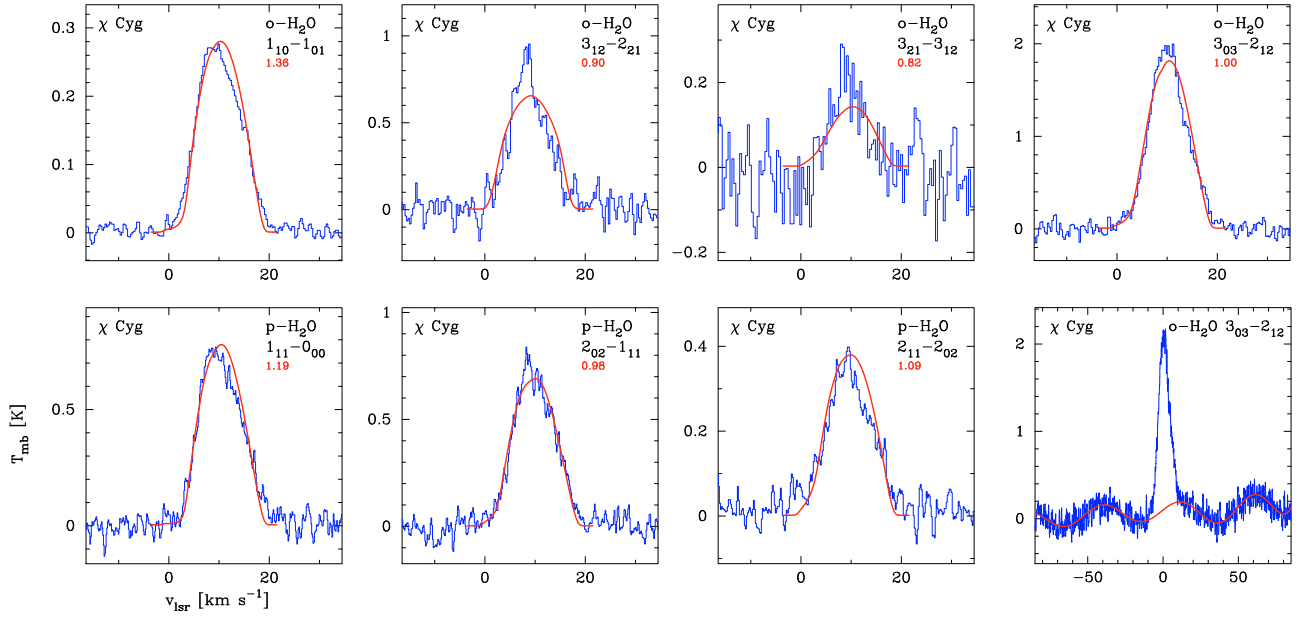 χ Cyg
o-H₂O
1₁₀-1₀₁
1.36
0.3
0.2
0.1
0
0
20
χ Cyg
o-H₂O
3₁₂-2₂₁
0.90
1
0.5
0
0
20
χ Cyg
o-H₂O
3₂₁-3₁₂
0.82
0.2
0
-0.2
0
20
χ Cyg
o-H₂O
3₀₃-2₁₂
1.00
2
1
0
0
20
χ Cyg
p-H₂O
1₁₁-0₀₀
1.19
0.5
0
0
20
T_mb [K]
v_lsr [km s⁻¹]
χ Cyg
p-H₂O
2₀₂-1₁₁
0.98
1
0.5
0
0
20
χ Cyg
p-H₂O
2₁₁-2₀₂
1.09
0.4
0.2
0
0
20
χ Cyg o-H₂O 3₀₃-2₁₂
2
1
0
-50 0 50